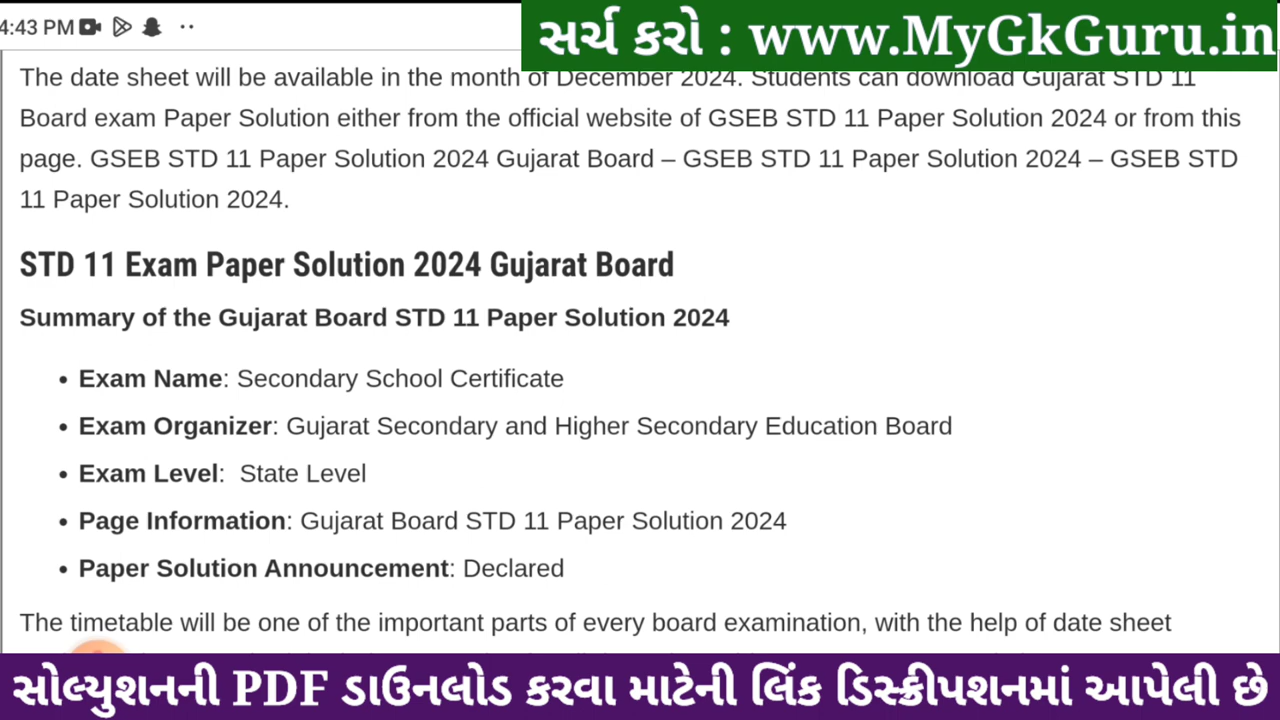 4:43 PM
સર્ચ કરો : www.MyGkGuru.in
The date sheet will be available in the month of December 2024. Students can download Gujarat STD 11
Board exam Paper Solution either from the official website of GSEB STD 11 Paper Solution 2024 or from this
page. GSEB STD 11 Paper Solution 2024 Gujarat Board – GSEB STD 11 Paper Solution 2024 – GSEB STD
11 Paper Solution 2024.
STD 11 Exam Paper Solution 2024 Gujarat Board
Summary of the Gujarat Board STD 11 Paper Solution 2024
• Exam Name: Secondary School Certificate
• Exam Organizer: Gujarat Secondary and Higher Secondary Education Board
• Exam Level: State Level
• Page Information: Gujarat Board STD 11 Paper Solution 2024
• Paper Solution Announcement: Declared
The timetable will be one of the important parts of every board examination, with the help of date sheet
સોલ્યુશનની PDF ડાઉનલોડ કરવા માટેની લિંક ડિસ્ક્રીપશનમાં આપેલી છે